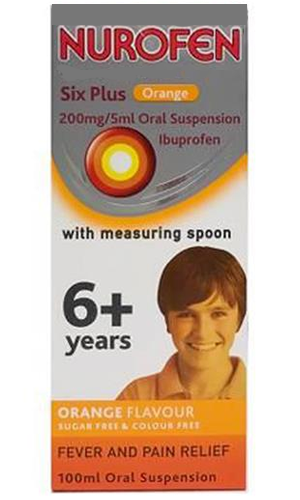 NUROFEN
Six Plus Orange
200mg/5ml Oral Suspension
Ibuprofen
with measuring spoon
6+
years
ORANGE FLAVOUR
SUGAR FREE & COLOUR FREE
FEVER AND PAIN RELIEF
100ml Oral Suspension